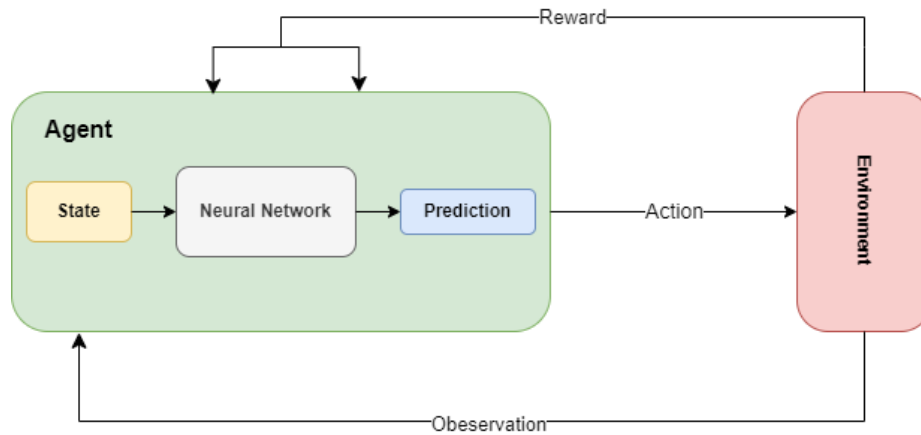 Reward
Agent
State
Neural Network
Prediction
Action
Environment
Obeservation